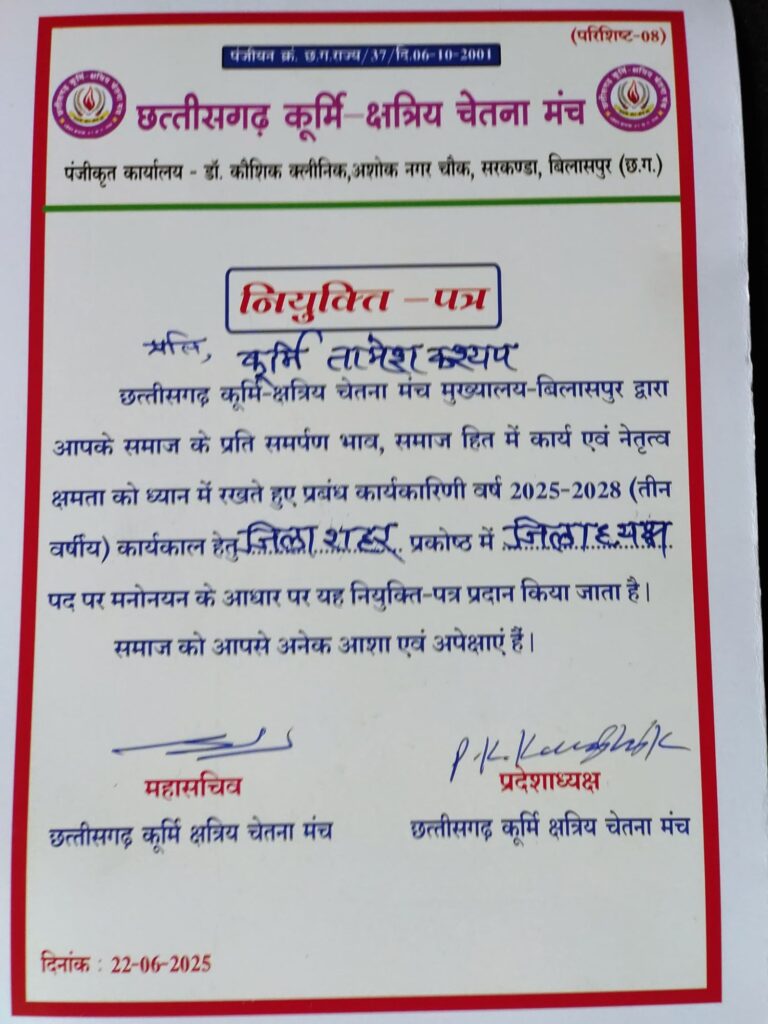 (परिशिष्ट-08)
पंजीयन क्रं. छ.ग.राज्य/37/दि.06-10-2001
छत्तीसगढ़ कूर्मि-क्षत्रिय चेतना मंच
पंजीकृत कार्यालय - डॉ. कौशिक क्लीनिक,अशोक नगर चौक, सरकण्डा, बिलासपुर (छ.ग.)
नियुक्ति - पत्र
प्रति, कूर्मि तामेश कश्यप
छत्तीसगढ़ कूर्मि-क्षत्रिय चेतना मंच मुख्यालय-बिलासपुर द्वारा
आपके समाज के प्रति समर्पण भाव, समाज हित में कार्य एवं नेतृत्व
क्षमता को ध्यान में रखते हुए प्रबंध कार्यकारिणी वर्ष 2025-2028 (तीन
वर्षीय) कार्यकाल हेतु जिला शहर प्रकोष्ठ में जिलाध्यक्ष
पद पर मनोनयन के आधार पर यह नियुक्ति-पत्र प्रदान किया जाता है।
समाज को आपसे अनेक आशा एवं अपेक्षाएं हैं।
P.K. Kaushik
महासचिव प्रदेशाध्यक्ष
छत्तीसगढ़ कूर्मि क्षत्रिय चेतना मंच छत्तीसगढ़ कूर्मि क्षत्रिय चेतना मंच
दिनांक : 22-06-2025